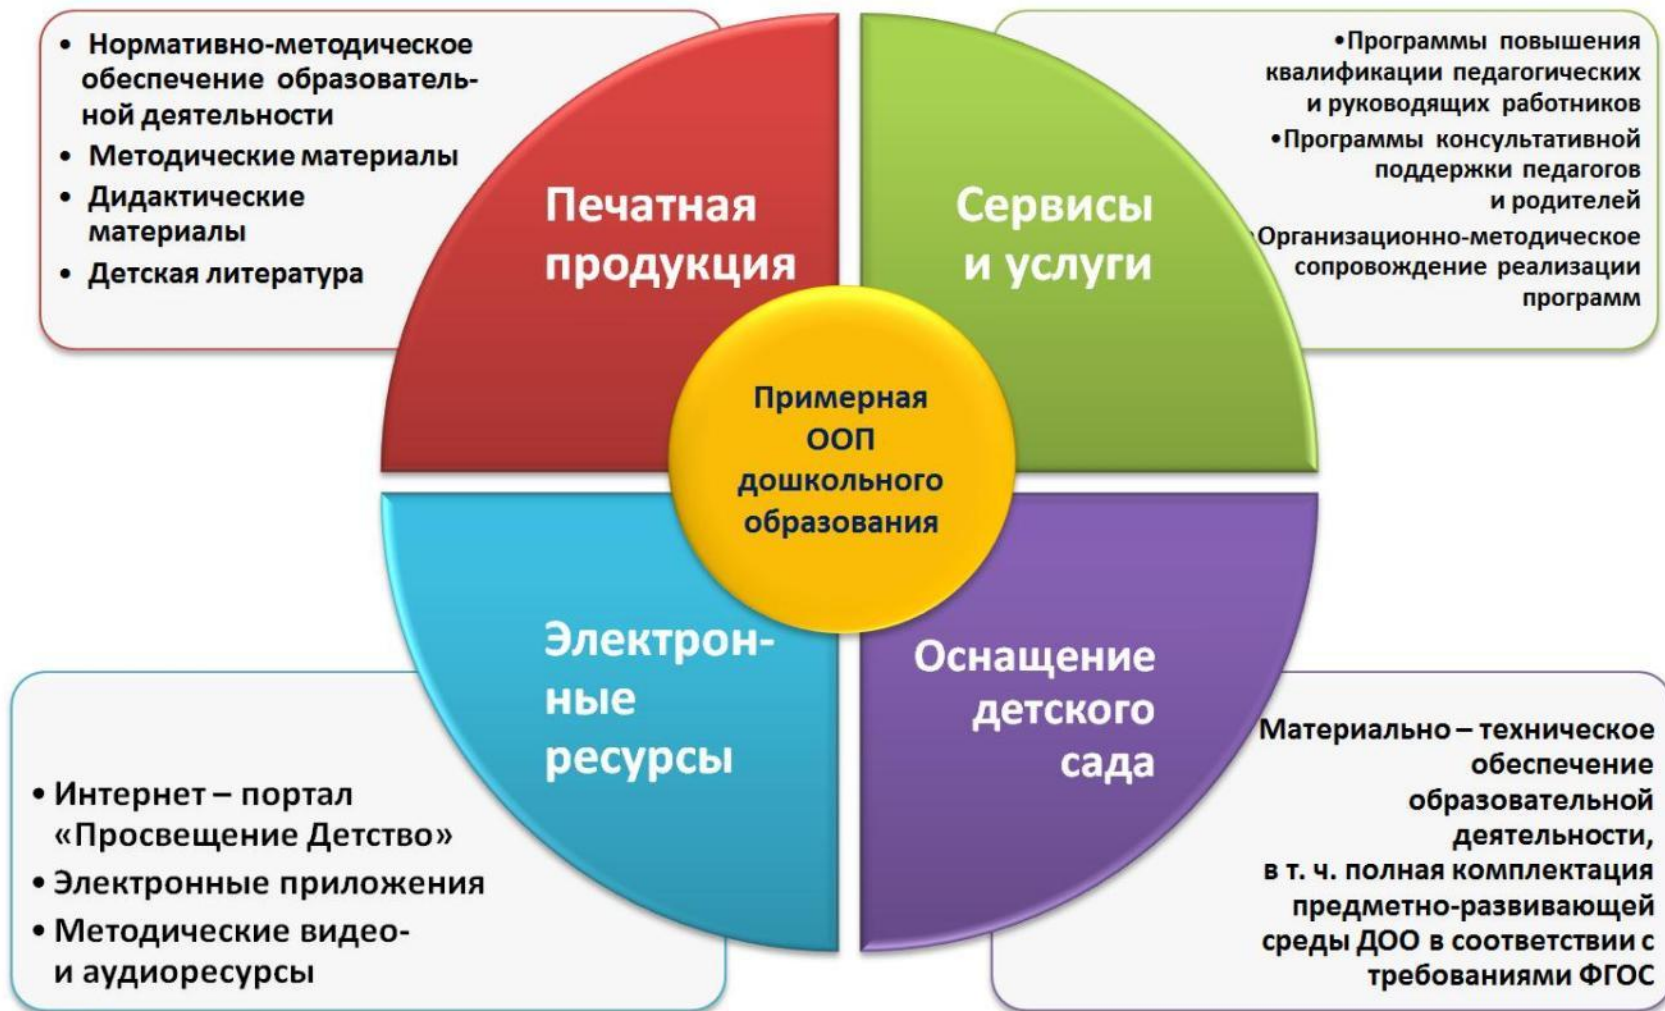 • Нормативно-методическое
обеспечение образователь-
ной деятельности
• Методические материалы
• Дидактические
материалы
• Детская литература
Печатная
продукция
Сервисы
и услуги
•Программы повышения
квалификации педагогических
и руководящих работников
•Программы консультативной
поддержки педагогов
и родителей
•Организационно-методическое
сопровождение реализации
программ
Примерная
ООП
дошкольного
образования
Электрон-
ные
ресурсы
Оснащение
детского
сада
• Интернет – портал
«Просвещение Детство»
• Электронные приложения
• Методические видео-
и аудиоресурсы
Материально – техническое
обеспечение
образовательной
деятельности,
в т. ч. полная комплектация
предметно-развивающей
среды ДОО в соответствии с
требованиями ФГОС